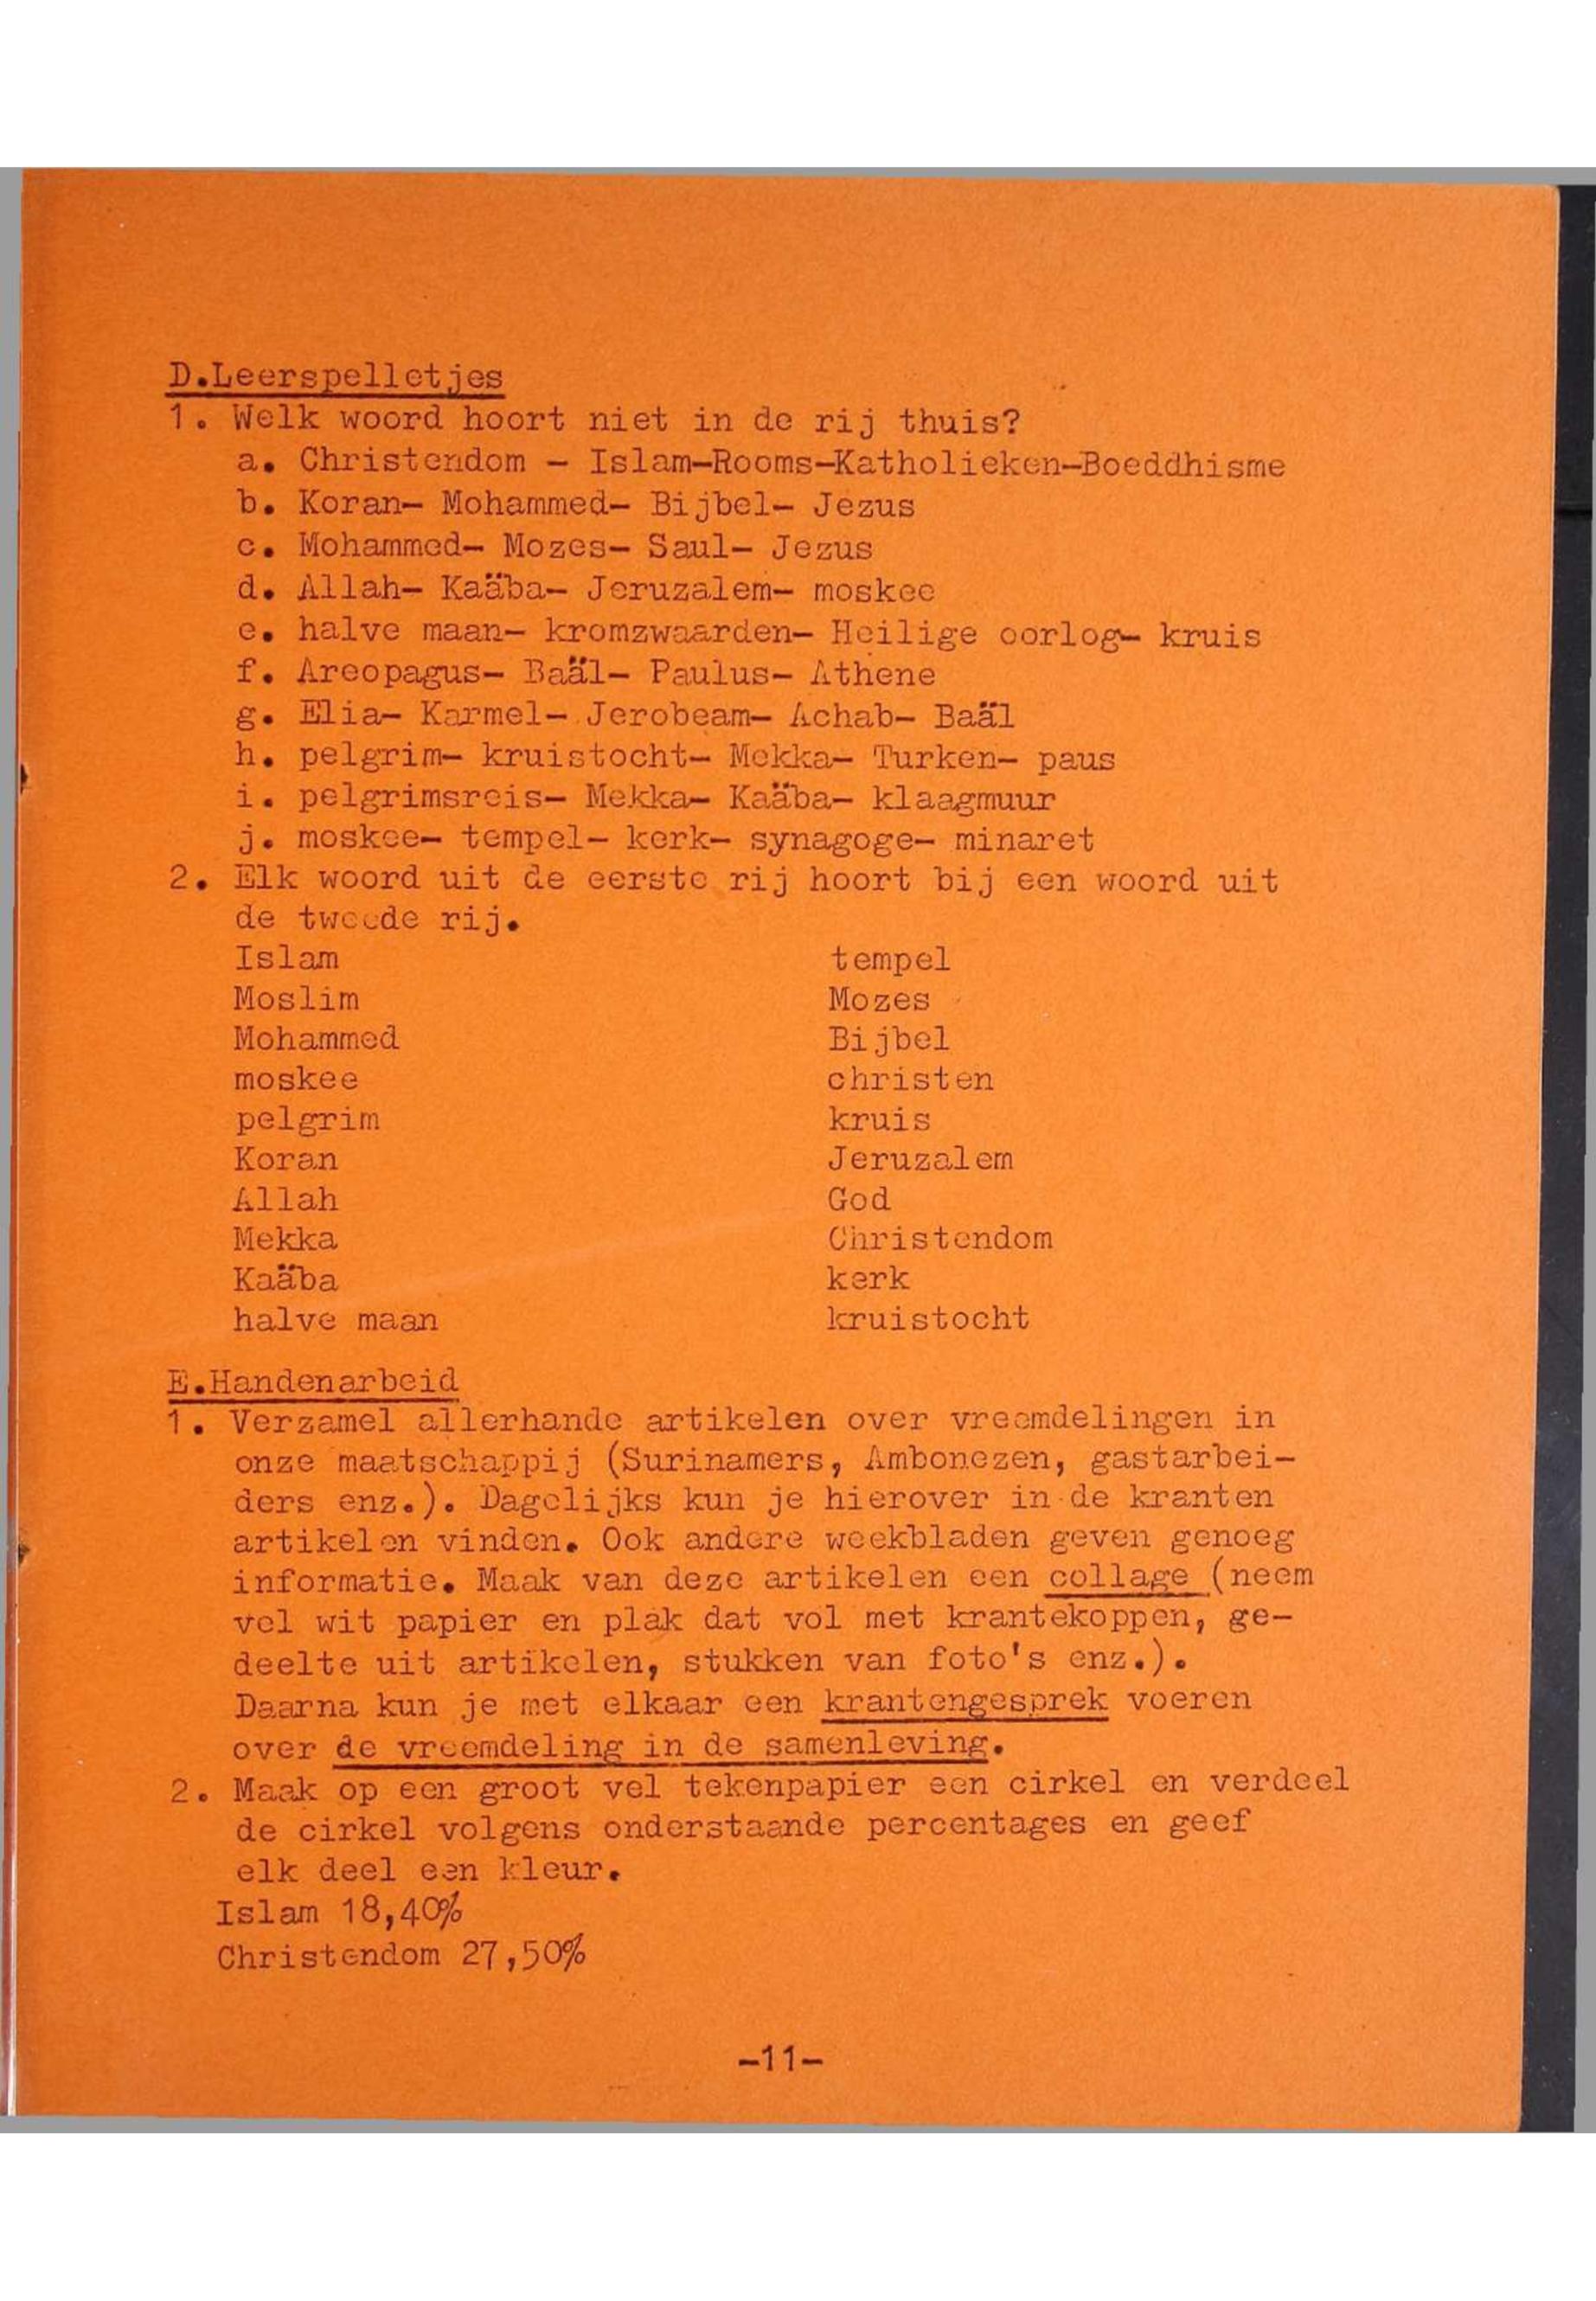 D.Leerspelletjes
1. Welk woord hoort niet in de rij thuis?
a. Christendom - Islam-Rooms-Katholieken-Boeddhisme
b. Koran- Mohammed- Bijbel- Jezus
c. Mohammed- Mozes- Saul- Jezus
d. Allah- Kaäba- Jeruzalem- moskee
e. halve maan- kromzwaarden- Heilige oorlog- kruis
f. Areopagus- Baäl- Paulus- Athene
g. Elia- Karmel- Jerobeam- Achab- Baäl
h. pelgrim- kruistocht- Mekka- Turken- paus
i. pelgrimsreis- Mekka- Kaäba- klaagmuur
j. moskee- tempel- kerk- synagoge- minaret
2. Elk woord uit de eerste rij hoort bij een woord uit
de tweede rij.
Islam tempel
Moslim Mozes
Mohammed Bijbel
moskee christen
pelgrim kruis
Koran Jeruzalem
Allah God
Mekka Christendom
Kaäba kerk
halve maan kruistocht
E.Handenarbeid
1. Verzamel allerhande artikelen over vreemdelingen in
onze maatschappij (Surinamers, Ambonezen, gastarbei-
ders enz.). Dagelijks kun je hierover in de kranten
artikelen vinden. Ook andere weekbladen geven genoeg
informatie. Maak van deze artikelen een collage (neem
vel wit papier en plak dat vol met krantekoppen, ge-
deelte uit artikelen, stukken van foto's enz.).
Daarna kun je met elkaar een krantengesprek voeren
over de vreemdeling in de samenleving.
2. Maak op een groot vel tekenpapier een cirkel en verdeel
de cirkel volgens onderstaande percentages en geef
elk deel een kleur.
Islam 18,40%
Christendom 27,50%
-11-